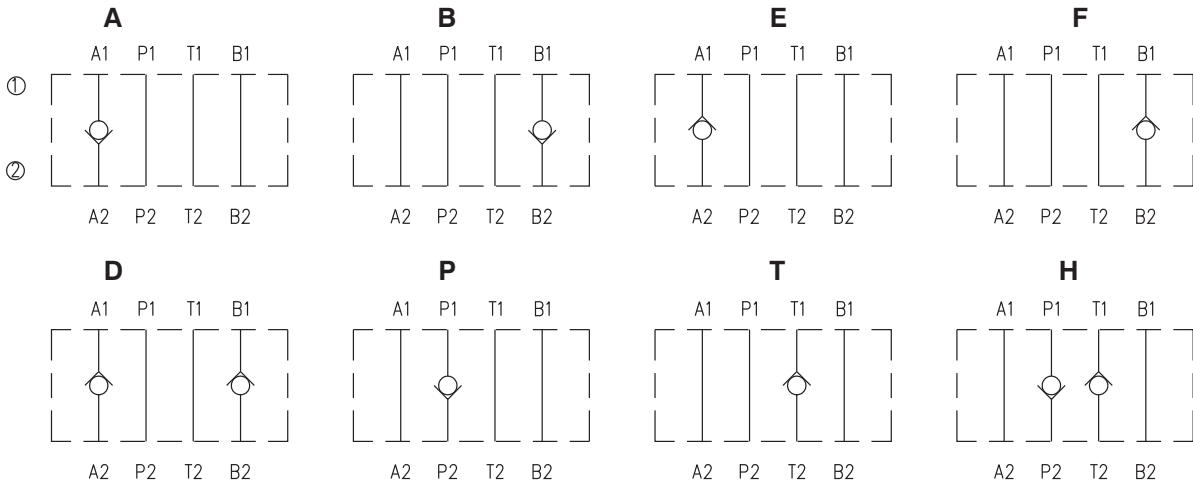 A B E F
A1 P1 T1 B1 A1 P1 T1 B1 A1 P1 T1 B1 A1 P1 T1 B1
①
②
A2 P2 T2 B2 A2 P2 T2 B2 A2 P2 T2 B2 A2 P2 T2 B2
D P T H
A1 P1 T1 B1 A1 P1 T1 B1 A1 P1 T1 B1 A1 P1 T1 B1
A2 P2 T2 B2 A2 P2 T2 B2 A2 P2 T2 B2 A2 P2 T2 B2